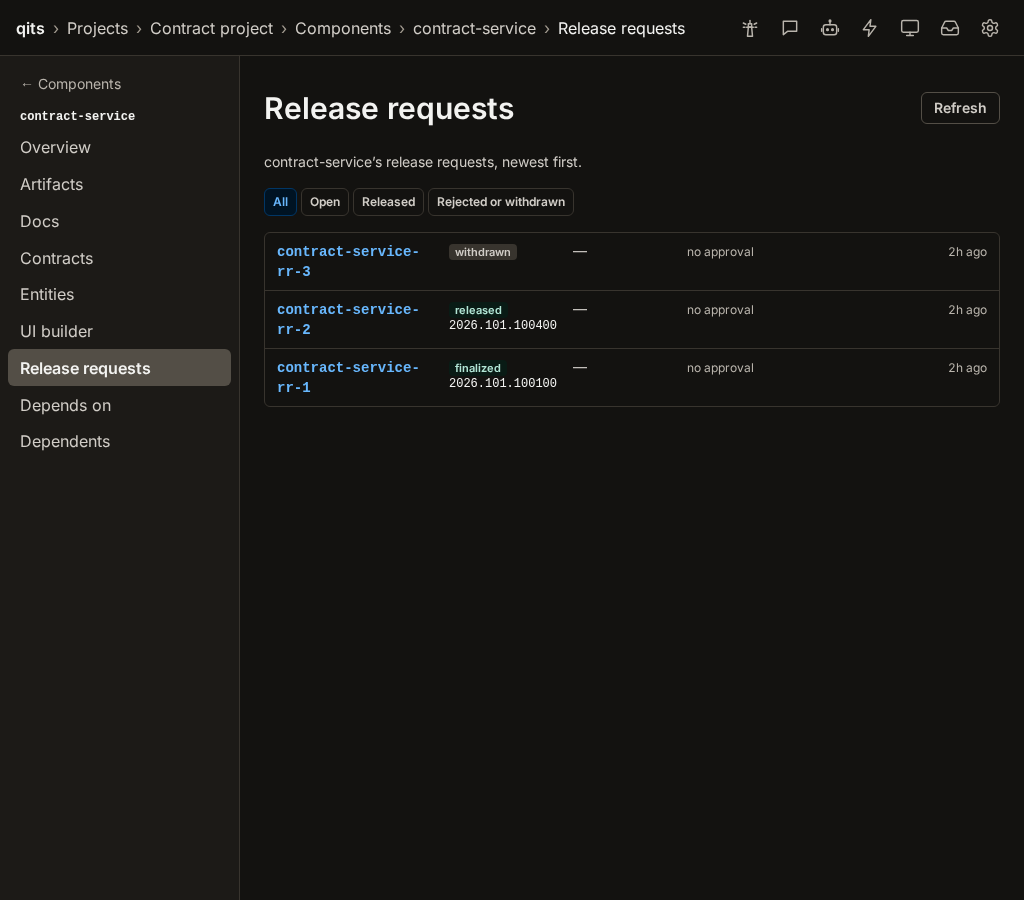 qits › Projects › Contract project › Components › contract-service › Release requests
← Components
contract-service
Overview
Artifacts
Docs
Contracts
Entities
UI builder
Release requests
Depends on
Dependents
Release requests
Refresh
contract-service’s release requests, newest first.
All Open Released Rejected or withdrawn
contract-service-rr-3 withdrawn — no approval 2h ago
contract-service-rr-2 released 2026.101.100400 — no approval 2h ago
contract-service-rr-1 finalized 2026.101.100100 — no approval 2h ago